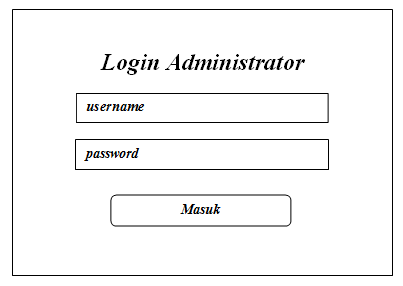 Login Administrator
username
password
Masuk